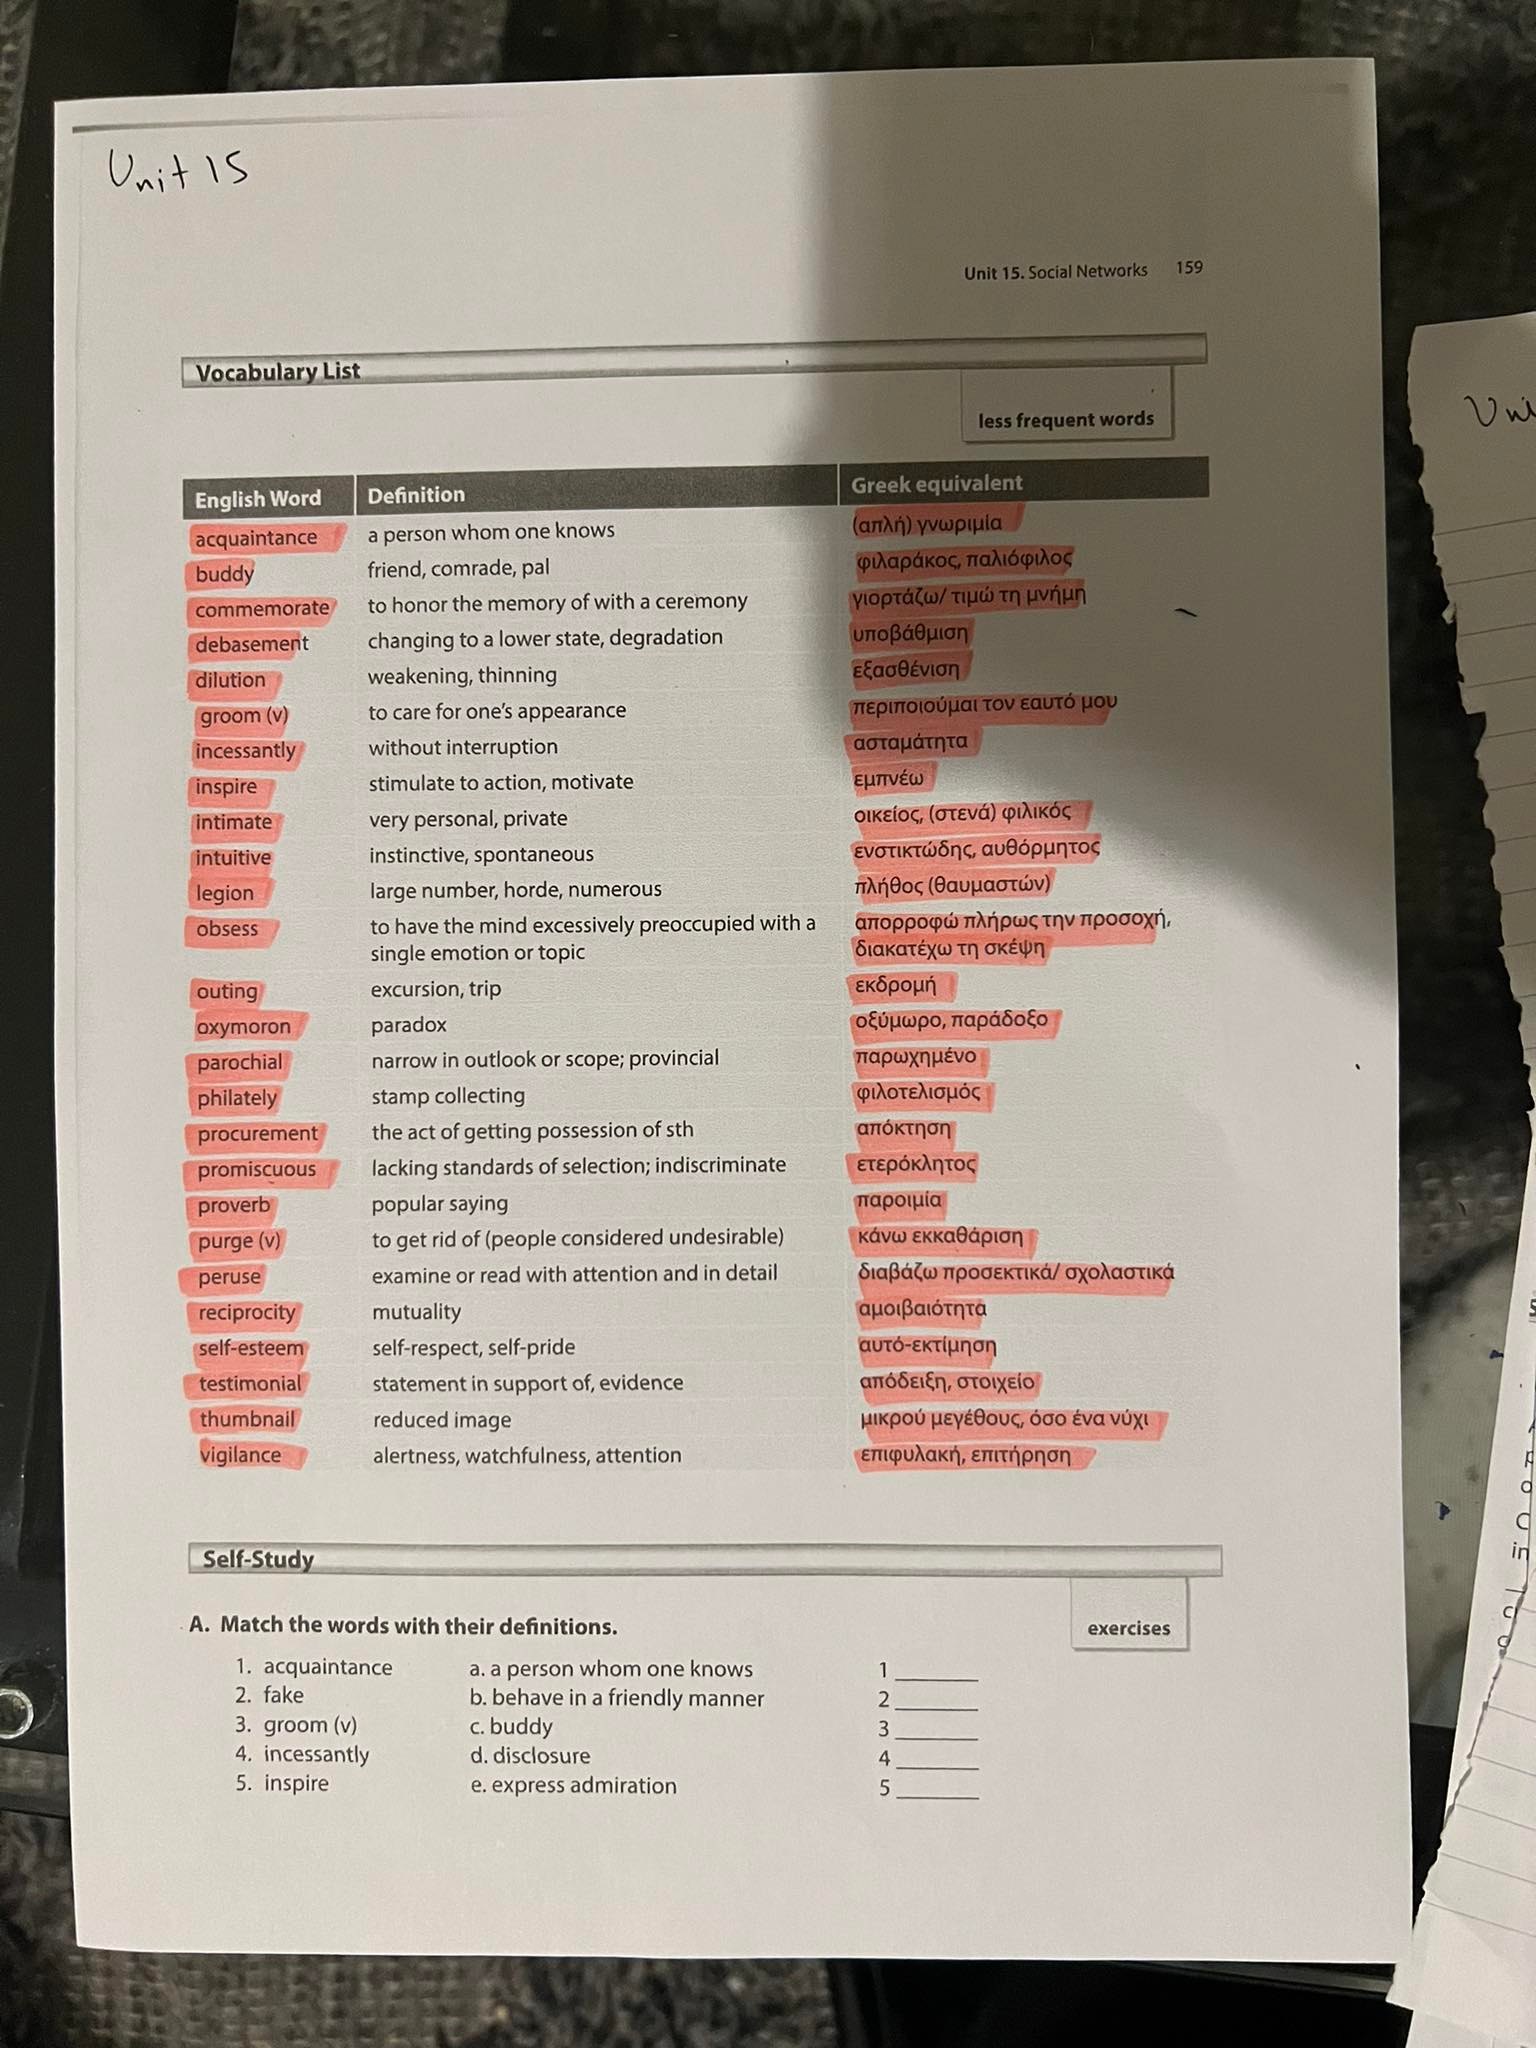 Unit 15
Unit 15. Social Networks 159
Vocabulary List
less frequent words
English Word Definition Greek equivalent
acquaintance a person whom one knows (απλή) γνωριμία
buddy friend, comrade, pal φιλαράκος, παλιόφιλος
commemorate to honor the memory of with a ceremony γιορτάζω/ τιμώ τη μνήμη
debasement changing to a lower state, degradation υποβάθμιση
dilution weakening, thinning εξασθένιση
groom (v) to care for one's appearance περιποιούμαι τον εαυτό μου
incessantly without interruption ασταμάτητα
inspire stimulate to action, motivate εμπνέω
intimate very personal, private οικείος, (στενά) φιλικός
intuitive instinctive, spontaneous ενστικτώδης, αυθόρμητος
legion large number, horde, numerous πλήθος (θαυμαστών)
obsess to have the mind excessively preoccupied with a απορροφώ πλήρως την προσοχή,
single emotion or topic διακατέχω τη σκέψη
outing excursion, trip εκδρομή
oxymoron paradox οξύμωρο, παράδοξο
parochial narrow in outlook or scope; provincial παρωχημένο
philately stamp collecting φιλοτελισμός
procurement the act of getting possession of sth απόκτηση
promiscuous lacking standards of selection; indiscriminate ετερόκλητος
proverb popular saying παροιμία
purge (v) to get rid of (people considered undesirable) κάνω εκκαθάριση
peruse examine or read with attention and in detail διαβάζω προσεκτικά/ σχολαστικά
reciprocity mutuality αμοιβαιότητα
self-esteem self-respect, self-pride αυτό-εκτίμηση
testimonial statement in support of, evidence απόδειξη, στοιχείο
thumbnail reduced image μικρού μεγέθους, όσο ένα νύχι
vigilance alertness, watchfulness, attention επιφυλακή, επιτήρηση
Self-Study
exercises
A. Match the words with their definitions.
1. acquaintance a. a person whom one knows 1
2. fake b. behave in a friendly manner 2
3. groom (v) c. buddy 3
4. incessantly d. disclosure 4
5. inspire e. express admiration 5